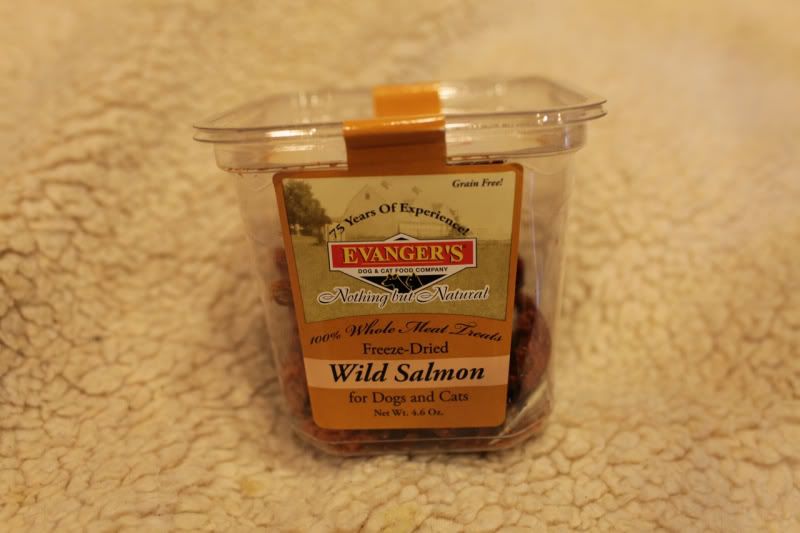 Grain Free!
75 Years Of Experience!
EVANGER'S
DOG & CAT FOOD COMPANY
Nothing but Natural
100% Whole Meat Treats
Freeze-Dried
Wild Salmon
for Dogs and Cats
Net Wt. 4.6 Oz.